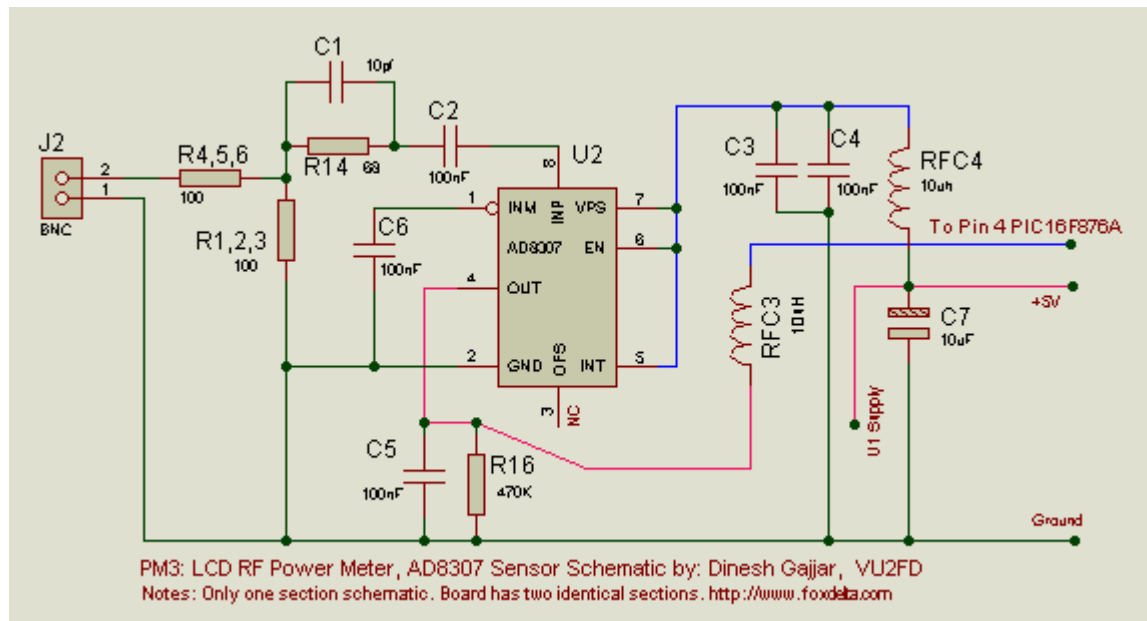 C1
10pf
C2
100nF
J2
2
1
BNC
R4,5,6
100
R14
68
R1,2,3
100
C6
100nF
8
U2
1
INM
INP
VPS
7
AD8307
EN
6
4
OUT
2
GND
OFS
INT
5
3
NC
C3
100nF
C4
100nF
RFC4
10uh
To Pin 4 PIC16F876A
RFC3
10uH
+5V
C7
10uF
U1 Supply
C5
100nF
R16
470K
Ground
PM3: LCD RF Power Meter, AD8307 Sensor Schematic by: Dinesh Gajjar, VU2FD
Notes: Only one section schematic. Board has two identical sections. http://www.foxdelta.com